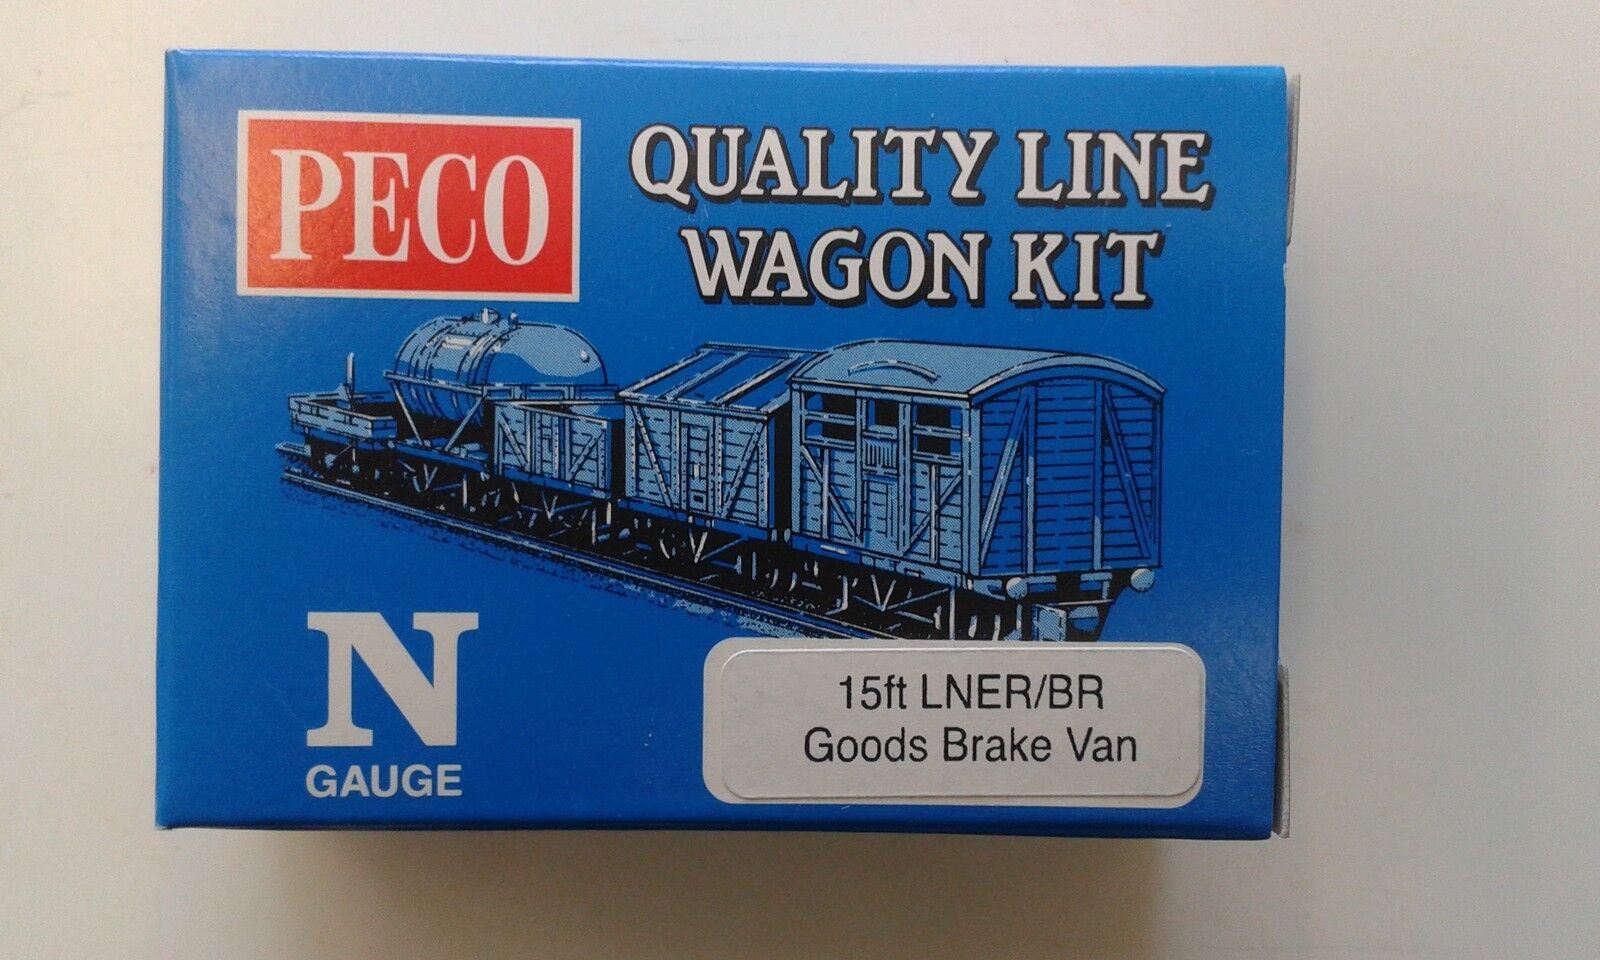 PECO
QUALITY LINE
WAGON KIT
N
GAUGE
15ft LNER/BR
Goods Brake Van